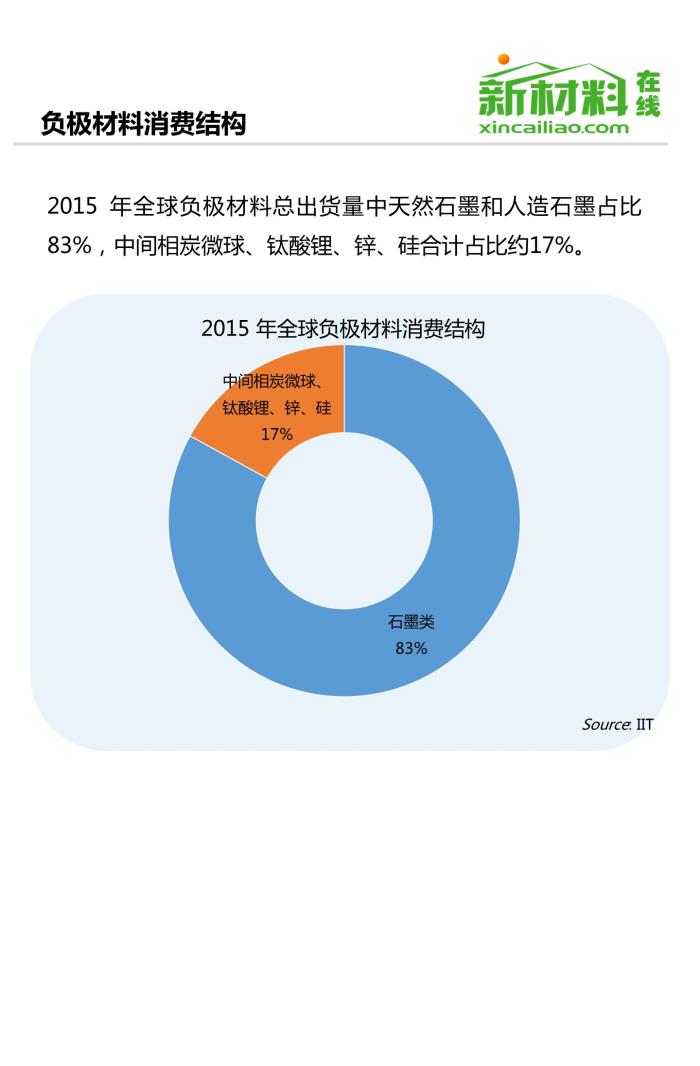 新材料在线
xincailiao.com
负极材料消费结构
2015 年全球负极材料总出货量中天然石墨和人造石墨占比
83%，中间相炭微球、钛酸锂、锌、硅合计占比约17%。
2015 年全球负极材料消费结构
中间相炭微球、
钛酸锂、锌、硅
17%
石墨类
83%
Source: IIT